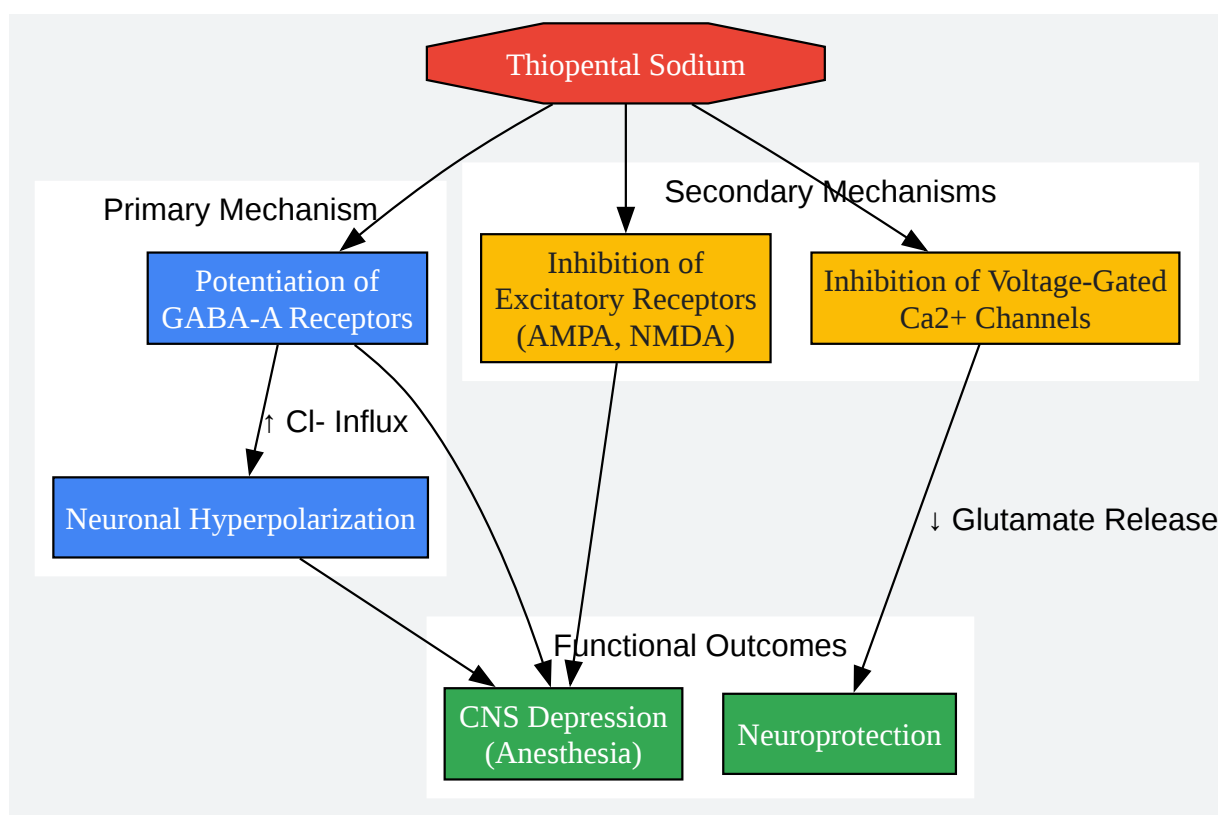 Thiopental Sodium
Primary Mechanism
Secondary Mechanisms
Potentiation of
GABA-A Receptors
Inhibition of
Excitatory Receptors
(AMPA, NMDA)
Inhibition of Voltage-Gated
Ca2+ Channels
↑ Cl- Influx
Neuronal Hyperpolarization
↓ Glutamate Release
Functional Outcomes
CNS Depression
(Anesthesia)
Neuroprotection